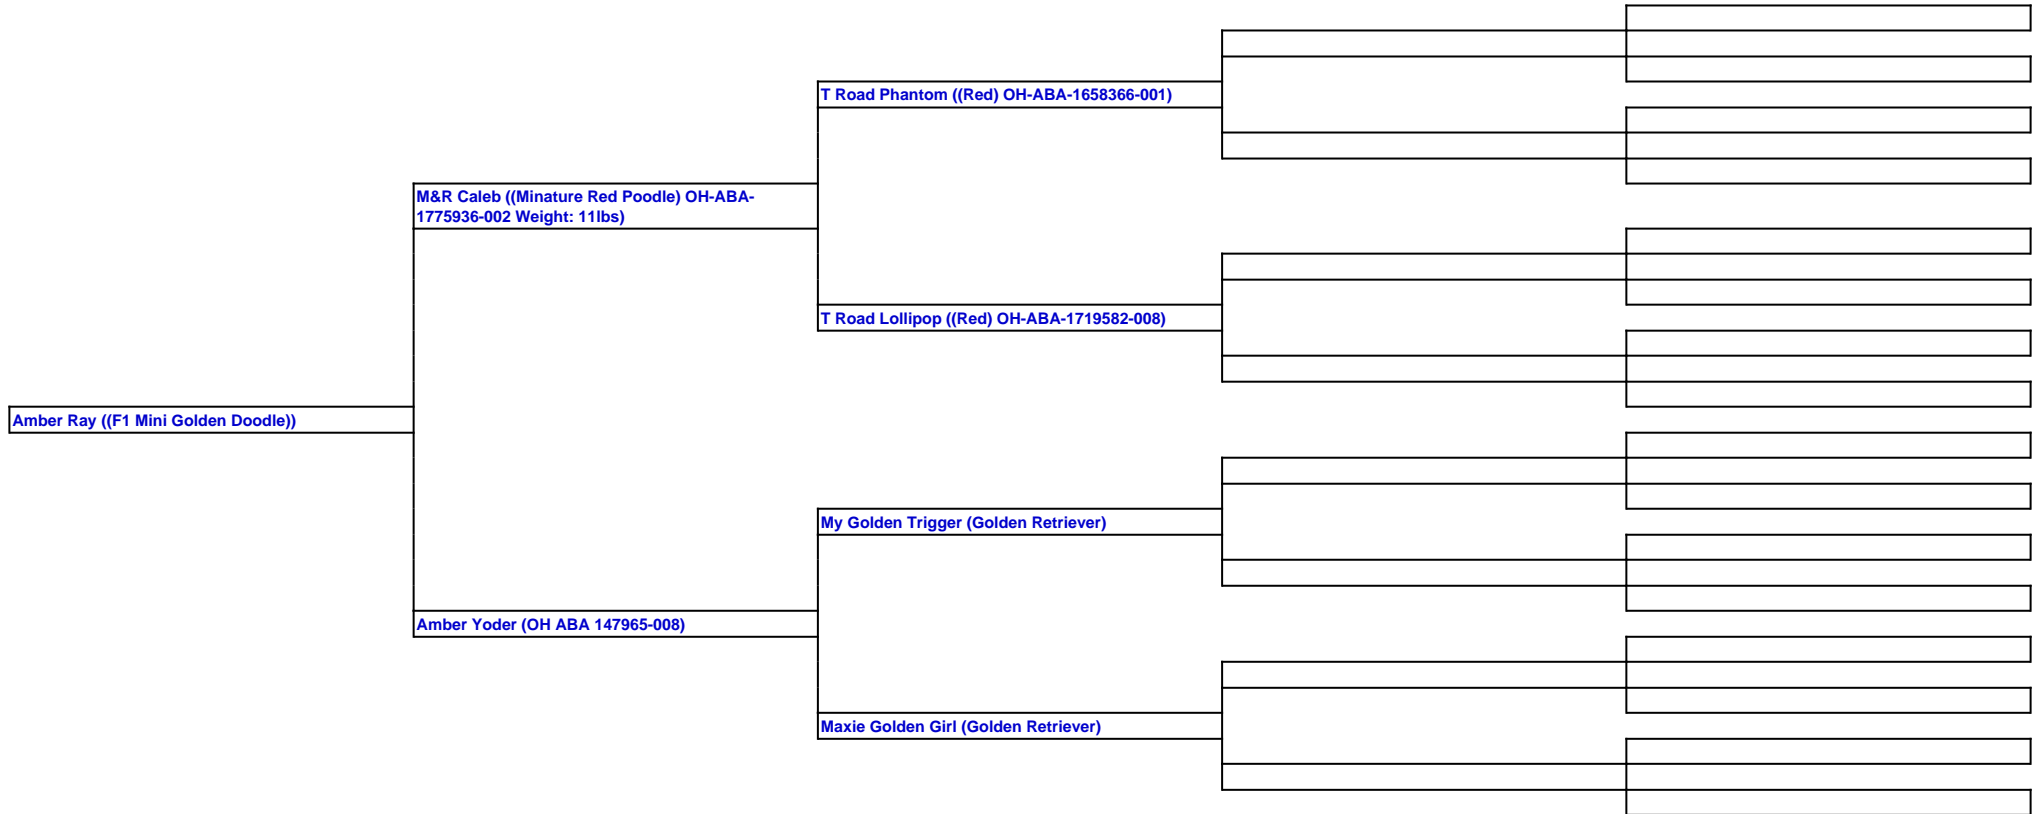 T Road Phantom ((Red) OH-ABA-1658366-001)
M&R Caleb ((Minature Red Poodle) OH-ABA-
1775936-002 Weight: 11lbs)
T Road Lollipop ((Red) OH-ABA-1719582-008)
Amber Ray ((F1 Mini Golden Doodle))
My Golden Trigger (Golden Retriever)
Amber Yoder (OH ABA 147965-008)
Maxie Golden Girl (Golden Retriever)